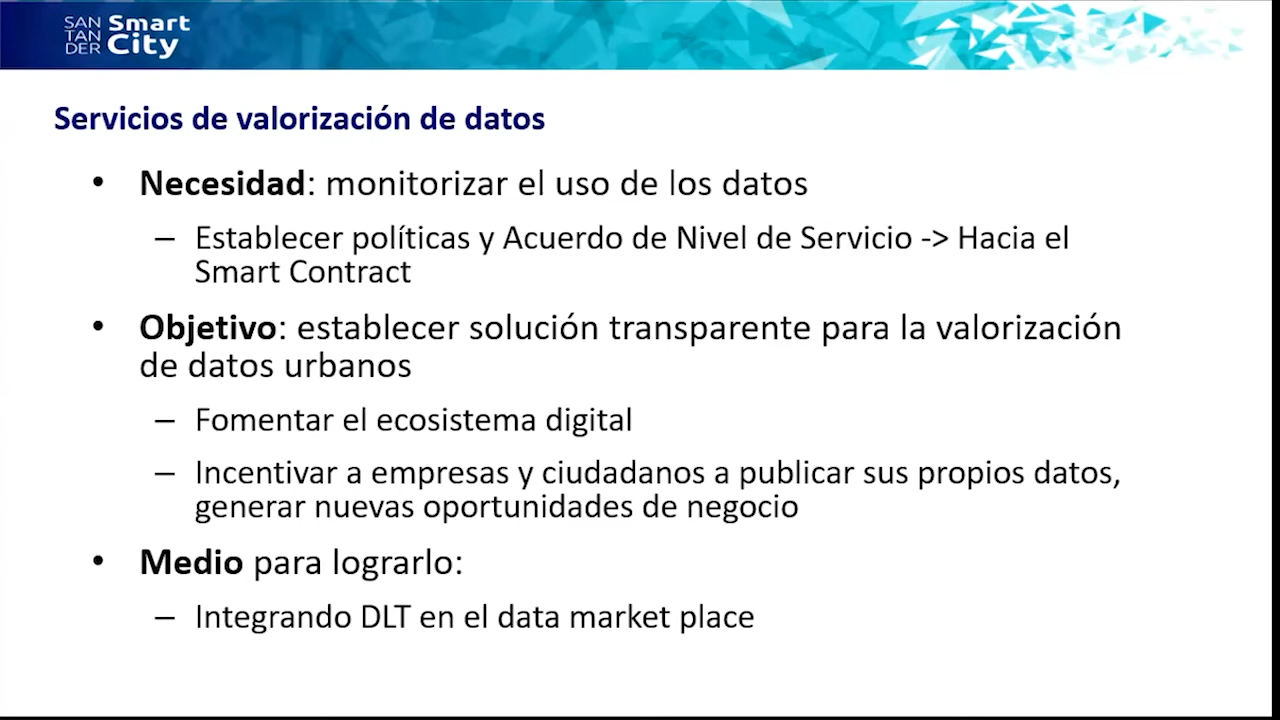 SAN
TAN
DER
Smart
City
Servicios de valorización de datos
• Necesidad: monitorizar el uso de los datos
– Establecer políticas y Acuerdo de Nivel de Servicio -> Hacia el
Smart Contract
• Objetivo: establecer solución transparente para la valorización
de datos urbanos
– Fomentar el ecosistema digital
– Incentivar a empresas y ciudadanos a publicar sus propios datos,
generar nuevas oportunidades de negocio
• Medio para lograrlo:
– Integrando DLT en el data market place